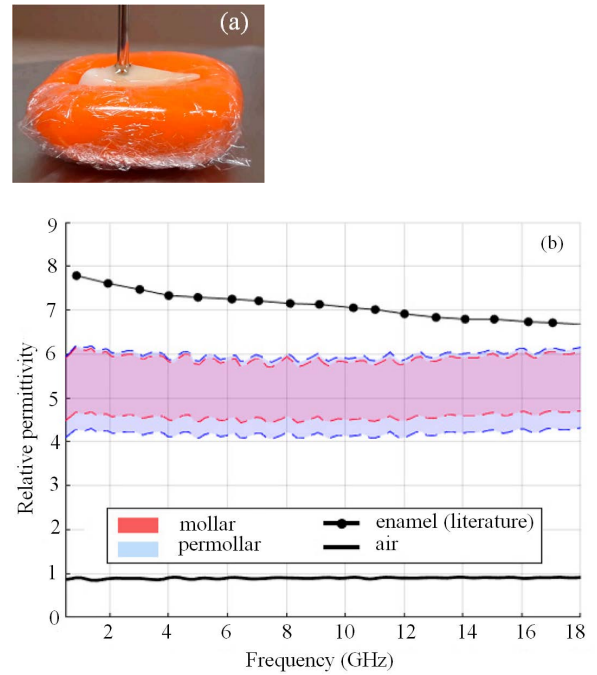 (a)
(b)
9
8
7
6
5
4
3
2
1
0
Relative permittivity
mollar
permollar
enamel (literature)
air
2 4 6 8 10 12 14 16 18
Frequency (GHz)